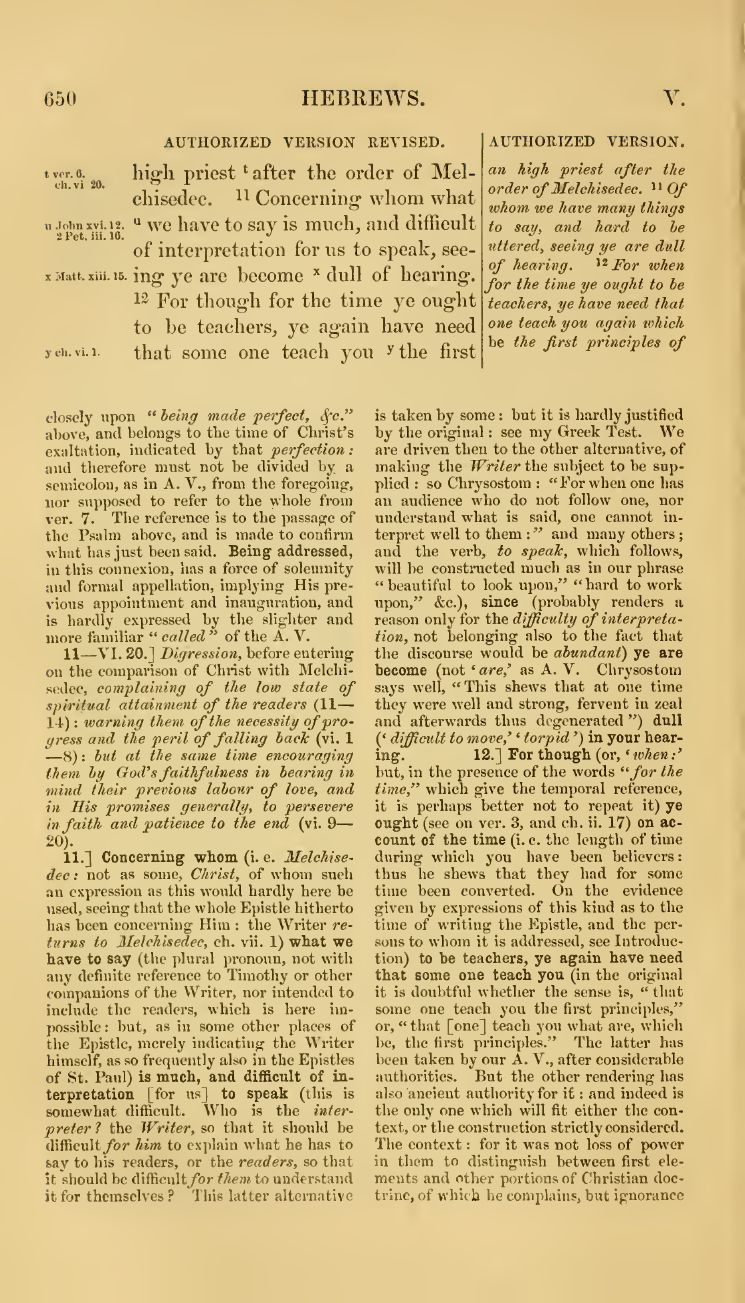 650
HEBREWS.
V.
AUTHORIZED VERSION REVISED.
t ver. 6.
ch. vi 20.
high priest t after the order of Mel-
chisedec. 11 Concerning whom what
u John xvi. 12.
2 Pet. iii. 16.
u we have to say is much, and difficult
of interpretation for us to speak, see-
x Matt. xiii. 15.
ing ye are become x dull of hearing.
12 For though for the time ye ought
to be teachers, ye again have need
y ch. vi. 1.
that some one teach you y the first
AUTHORIZED VERSION.
an high priest after the
order of Melchisedec. 11 Of
whom we have many things
to say, and hard to be
uttered, seeing ye are dull
of hearing. 12 For when
for the time ye ought to be
teachers, ye have need that
one teach you again which
be the first principles of
closely upon “ being made perfect, &c.”
above, and belongs to the time of Christ's
exaltation, indicated by that perfection :
and therefore must not be divided by a
semicolon, as in A. V., from the foregoing,
nor supposed to refer to the whole from
ver. 7. The reference is to the passage of
the Psalm above, and is made to confirm
what has just been said. Being addressed,
in this connexion, has a force of solemnity
and formal appellation, implying His pre-
vious appointment and inauguration, and
is hardly expressed by the slighter and
more familiar “ called ” of the A. V.
11—VI. 20.] Digression, before entering
on the comparison of Christ with Melchi-
sedec, complaining of the low state of
spiritual attainment of the readers (11—
14) : warning them of the necessity of pro-
gress and the peril of falling back (vi. 1
—8) : but at the same time encouraging
them by God's faithfulness in bearing in
mind their previous labour of love, and
in His promises generally, to persevere
in faith and patience to the end (vi. 9—
20).
11.] Concerning whom (i. e. Melchise-
dec : not as some, Christ, of whom such
an expression as this would hardly here be
used, seeing that the whole Epistle hitherto
has been concerning Him : the Writer re-
turns to Melchisedec, ch. vii. 1) what we
have to say (the plural pronoun, not with
any definite reference to Timothy or other
companions of the Writer, nor intended to
include the readers, which is here im-
possible : but, as in some other places of
the Epistle, merely indicating the Writer
himself, as so frequently also in the Epistles
of St. Paul) is much, and difficult of in-
terpretation [for us] to speak (this is
somewhat difficult. Who is the inter-
preter ? the Writer, so that it should be
difficult for him to explain what he has to
say to his readers, or the readers, so that
it should be difficult for them to understand
it for themselves ? This latter alternative
is taken by some : but it is hardly justified
by the original : see my Greek Test. We
are driven then to the other alternative, of
making the Writer the subject to be sup-
plied : so Chrysostom : “ For when one has
an audience who do not follow one, nor
understand what is said, one cannot in-
terpret well to them :” and many others ;
and the verb, to speak, which follows,
will be constructed much as in our phrase
“ beautiful to look upon,” “ hard to work
upon,” &c.), since (probably renders a
reason only for the difficulty of interpreta-
tion, not belonging also to the fact that
the discourse would be abundant) ye are
become (not ‘ are,’ as A. V. Chrysostom
says well, “ This shews that at one time
they were well and strong, fervent in zeal
and afterwards thus degenerated ”) dull
(‘ difficult to move,’ ‘ torpid ’) in your hear-
ing. 12.] For though (or, ‘ when :’
but, in the presence of the words “ for the
time,” which give the temporal reference,
it is perhaps better not to repeat it) ye
ought (see on ver. 3, and ch. ii. 17) on ac-
count of the time (i. e. the length of time
during which you have been believers :
thus he shews that they had for some
time been converted. On the evidence
given by expressions of this kind as to the
time of writing the Epistle, and the per-
sons to whom it is addressed, see Introduc-
tion) to be teachers, ye again have need
that some one teach you (in the original
it is doubtful whether the sense is, “ that
some one teach you the first principles,”
or, “ that [one] teach you what are, which
be, the first principles.” The latter has
been taken by our A. V., after considerable
authorities. But the other rendering has
also ancient authority for it : and indeed is
the only one which will fit either the con-
text, or the construction strictly considered.
The context : for it was not loss of power
in them to distinguish between first ele-
ments and other portions of Christian doc-
trine, of which he complains, but ignorance